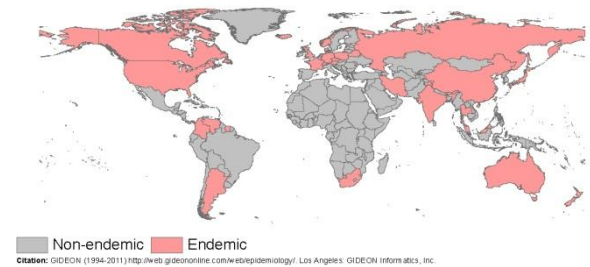 Non-endemic Endemic
Citation: GIDEON (1994-2011) http://web.gideononline.com/web/epidemiology/. Los Angeles: GIDEON Informatics, Inc.